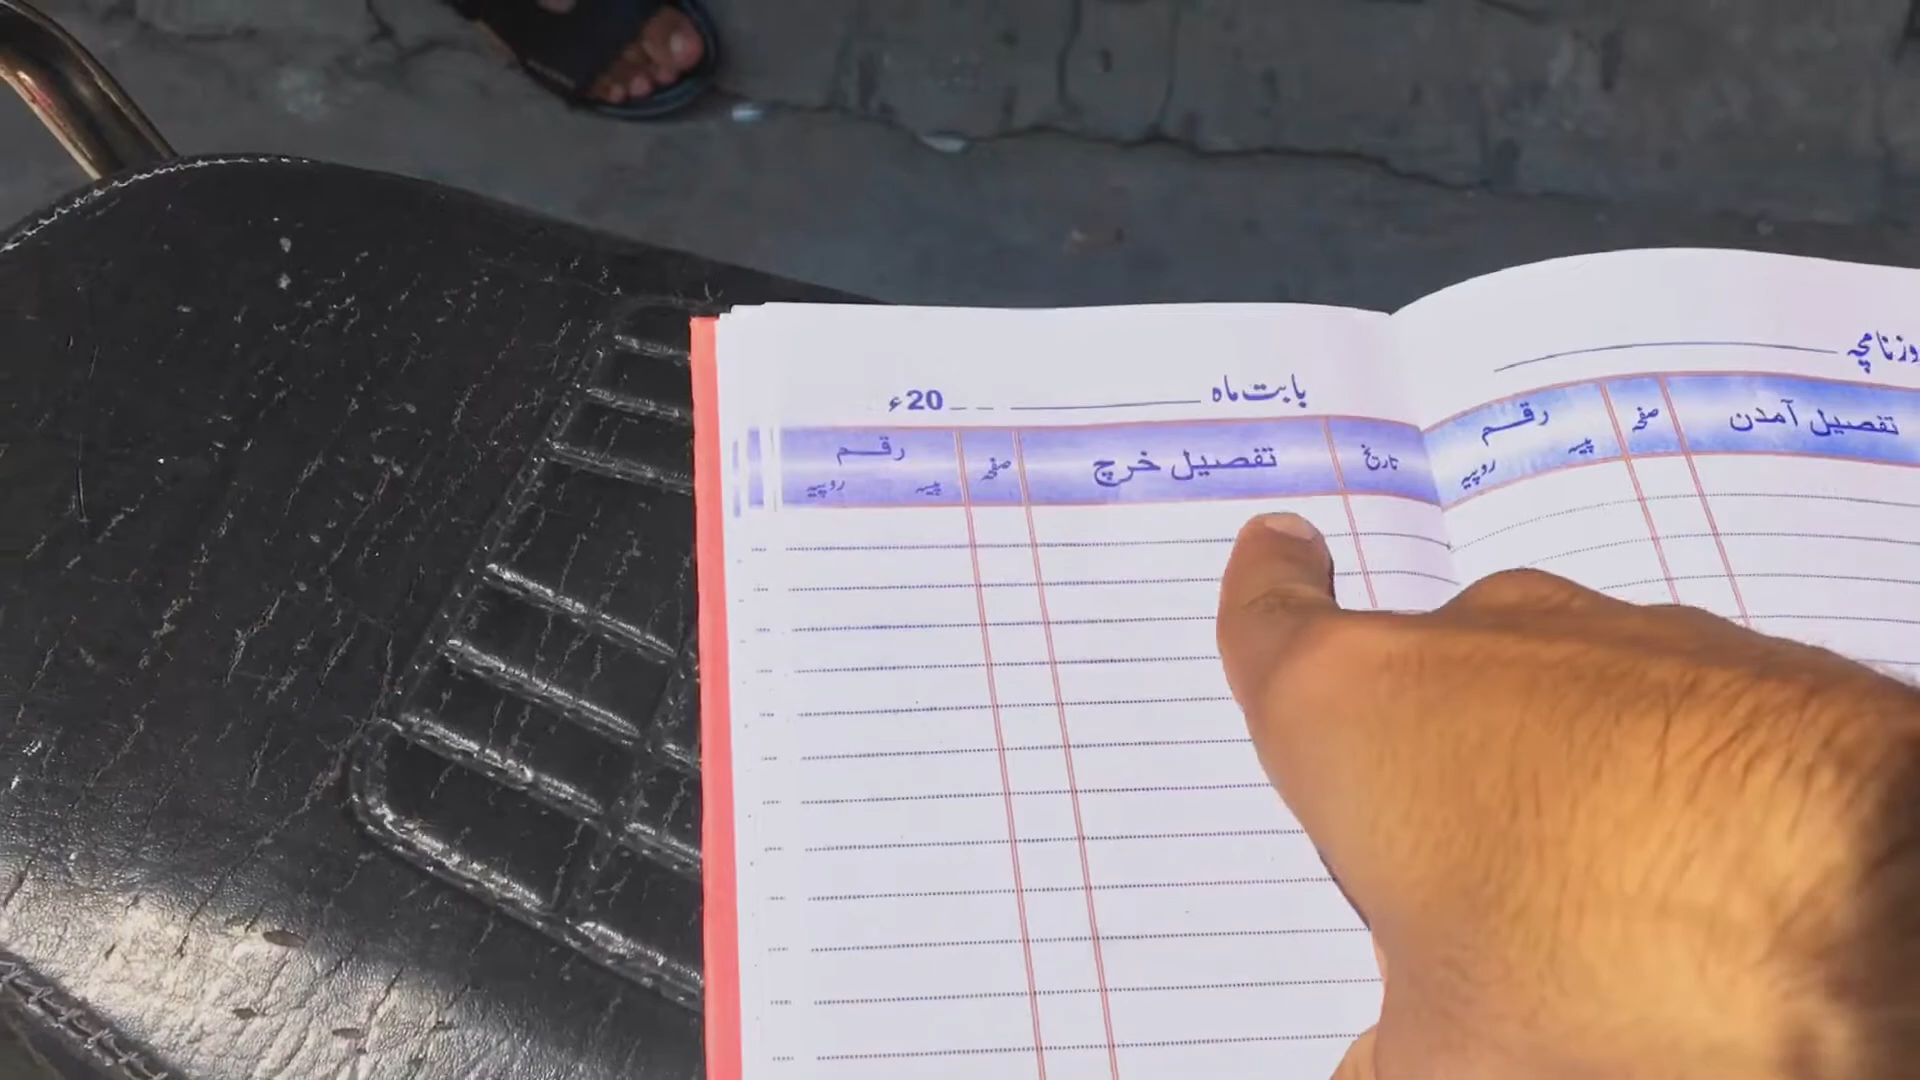 روزنامچہ
تفصیل آمدن صفحہ رقم
پیسہ روپیہ
بابت ماہ 20ء
تاریخ تفصیل خرچ صفحہ رقم
پیسہ روپیہ